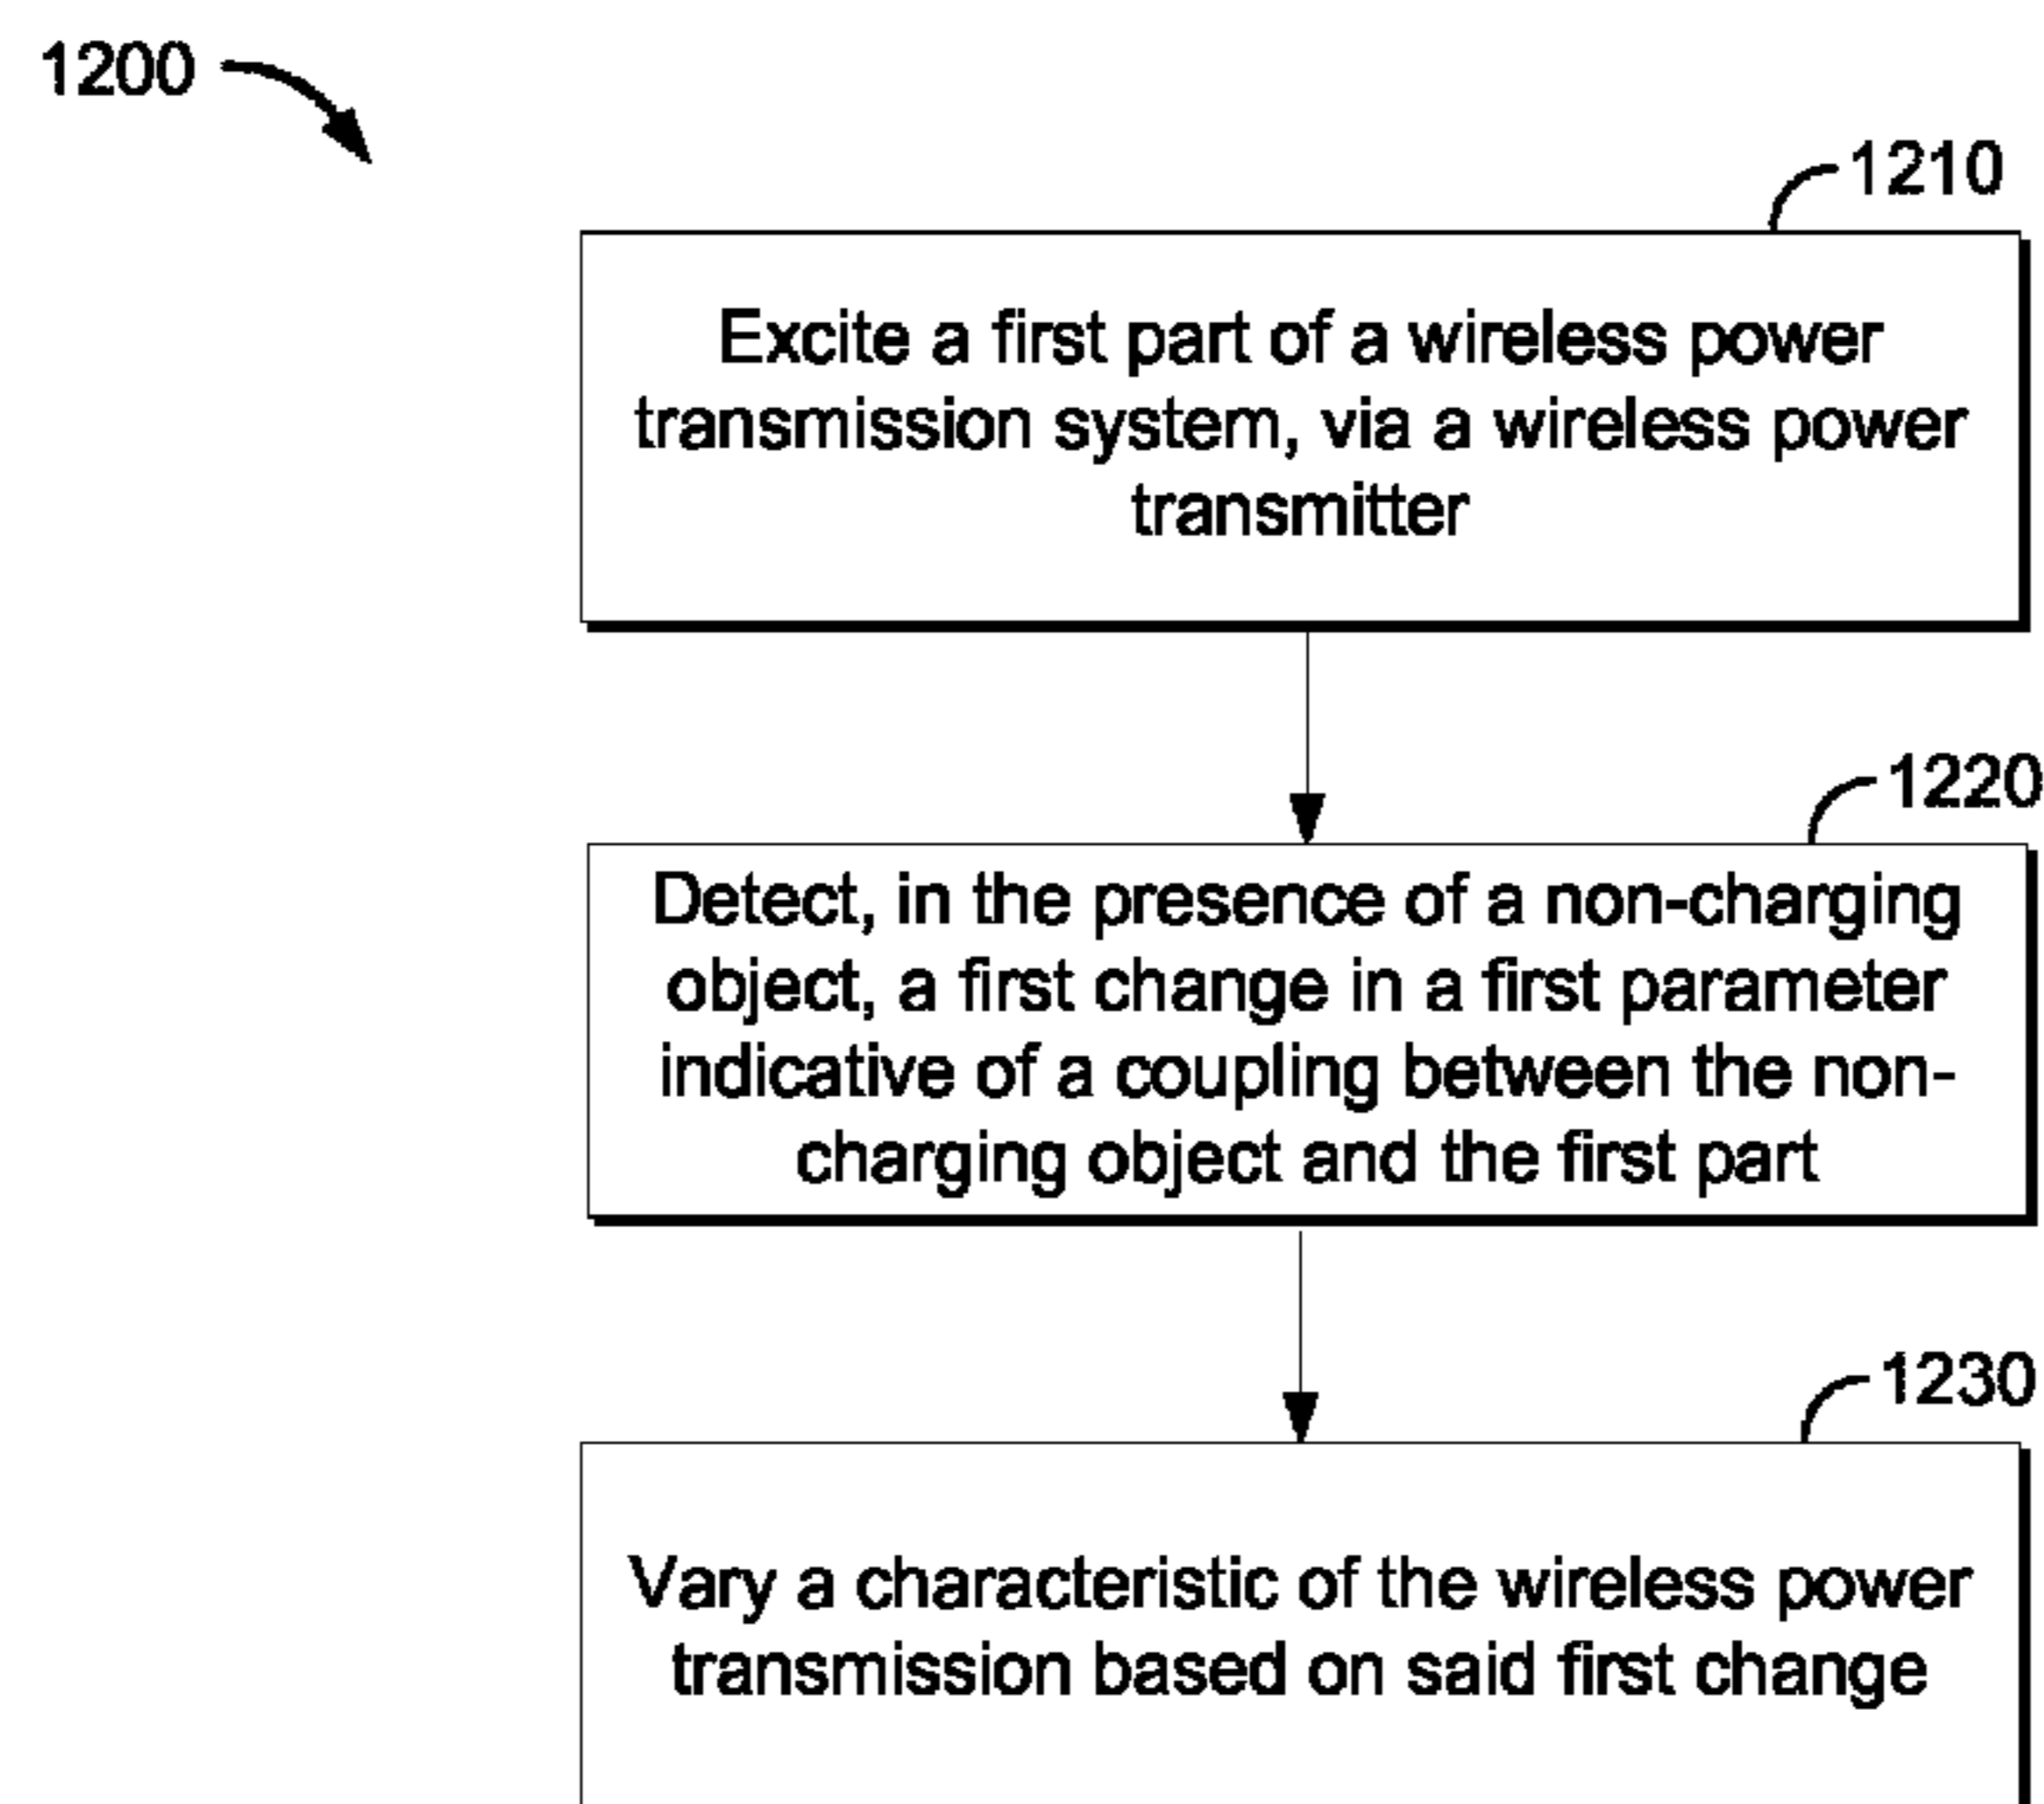 1200
1210
Excite a first part of a wireless power
transmission system, via a wireless power
transmitter
1220
Detect, in the presence of a non-charging
object, a first change in a first parameter
indicative of a coupling between the non-
charging object and the first part
1230
Vary a characteristic of the wireless power
transmission based on said first change